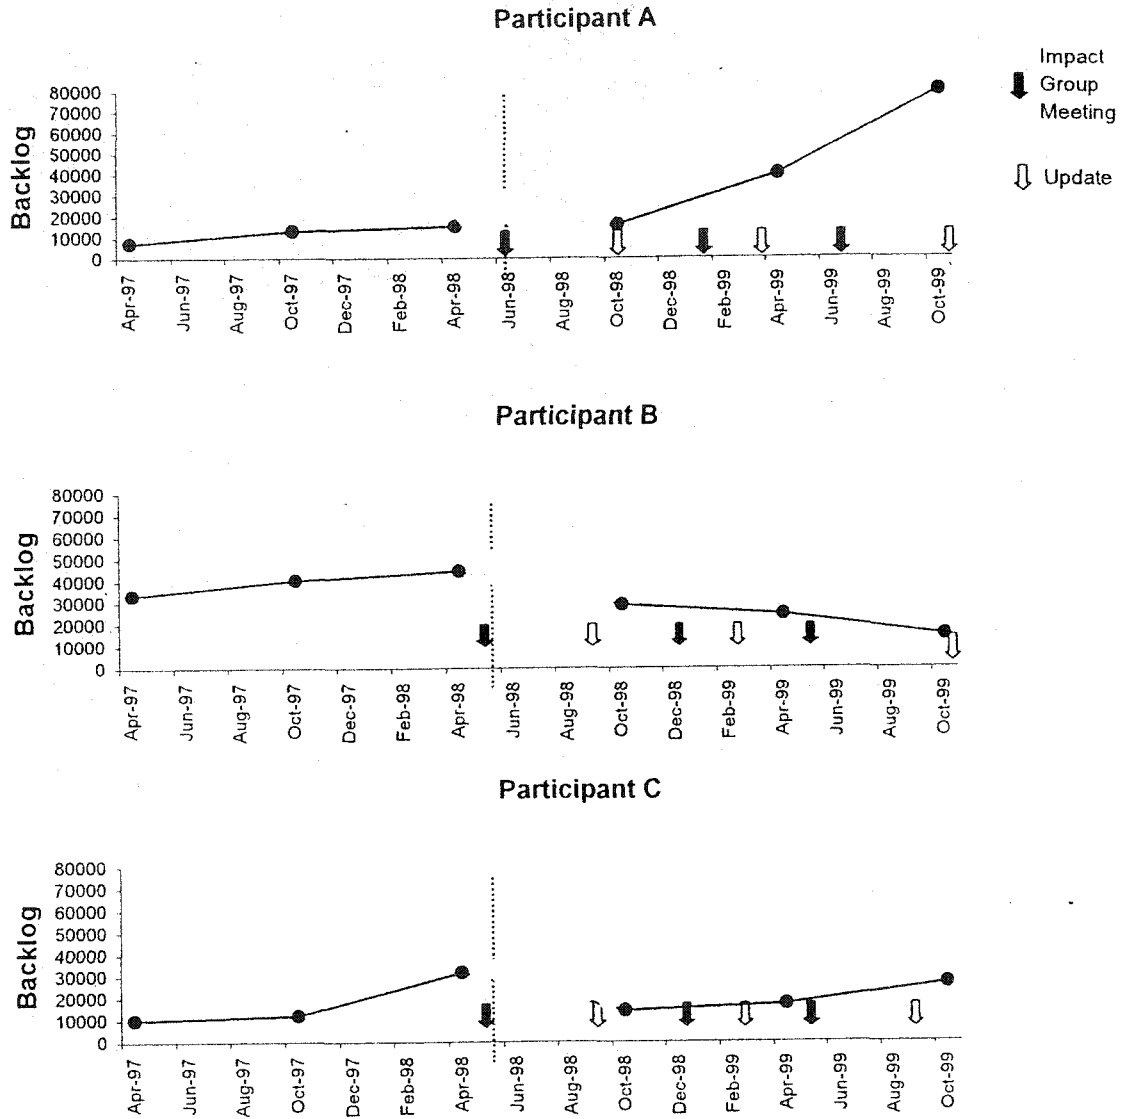 Participant A
Impact
Group
Meeting
Update
Backlog
80000
70000
60000
50000
40000
30000
20000
10000
0
Apr-97
Jun-97
Aug-97
Oct-97
Dec-97
Feb-98
Apr-98
Jun-98
Aug-98
Oct-98
Dec-98
Feb-99
Apr-99
Jun-99
Aug-99
Oct-99
Participant B
Backlog
80000
70000
60000
50000
40000
30000
20000
10000
0
Apr-97
Jun-97
Aug-97
Oct-97
Dec-97
Feb-98
Apr-98
Jun-98
Aug-98
Oct-98
Dec-98
Feb-99
Apr-99
Jun-99
Aug-99
Oct-99
Participant C
Backlog
80000
70000
60000
50000
40000
30000
20000
10000
0
Apr-97
Jun-97
Aug-97
Oct-97
Dec-97
Feb-98
Apr-98
Jun-98
Aug-98
Oct-98
Dec-98
Feb-99
Apr-99
Jun-99
Aug-99
Oct-99